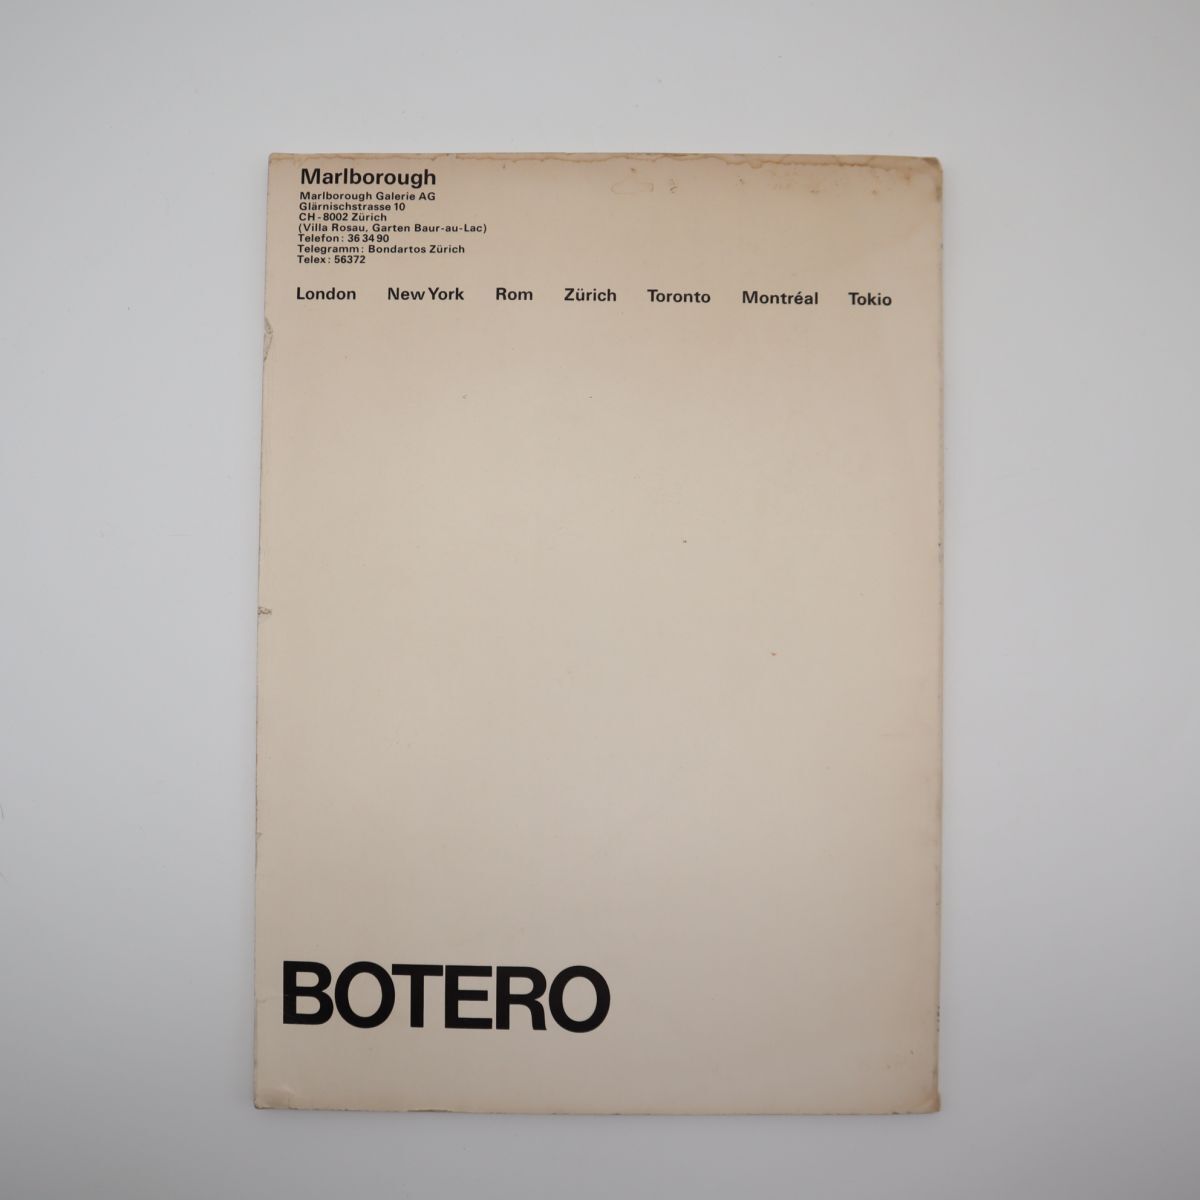 Marlborough
Marlborough Galerie AG
Glärnischstrasse 10
CH-8002 Zürich
(Villa Rosau, Garten Baur-au-Lac)
Telefon: 36 34 90
Telegramm: Bondartos Zürich
Telex: 56372
London New York Rom Zürich Toronto Montréal Tokio
BOTERO